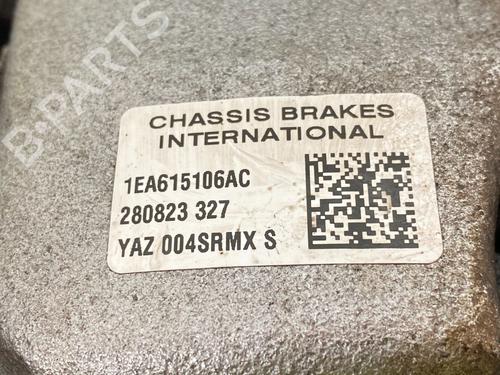 B-PARTS
CHASSIS BRAKES
INTERNATIONAL
1EA615106AC
280823 327
YAZ 004SRMX S